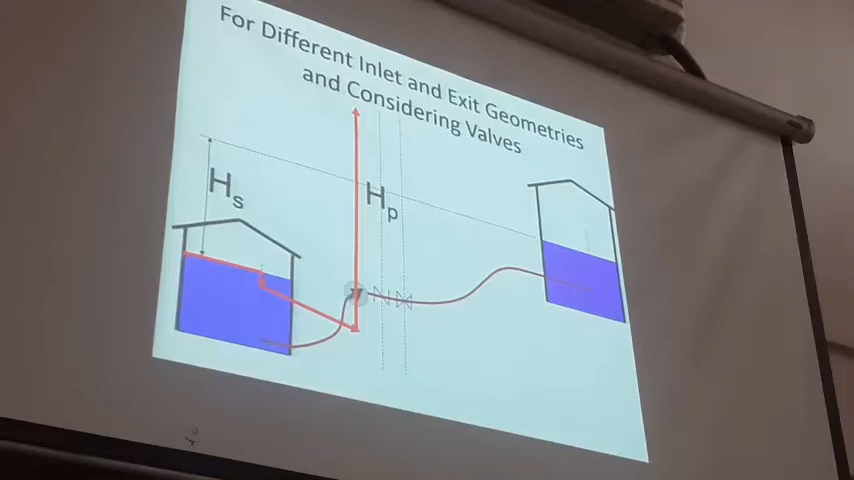 For Different Inlet and Exit Geometries
and Considering Valves
Hs
Hp